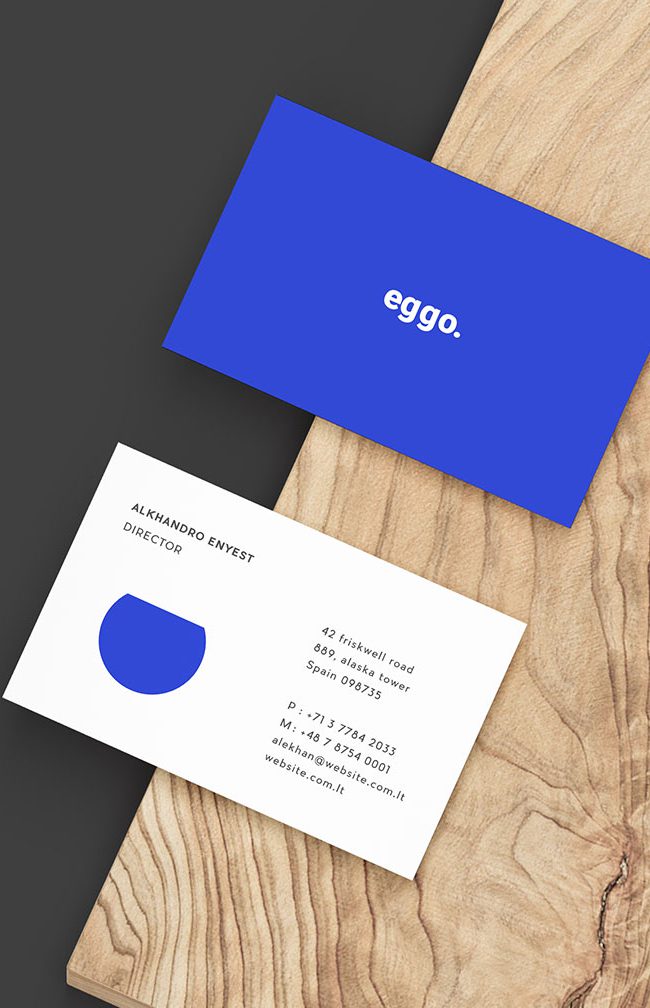 eggo.
ALKHANDRO ENYEST
DIRECTOR
42 friskwell road
889, alaska tower
Spain 098735
P : +71 3 7784 2033
M : +48 7 8754 0001
alekhan@website.com.lt
website.com.lt